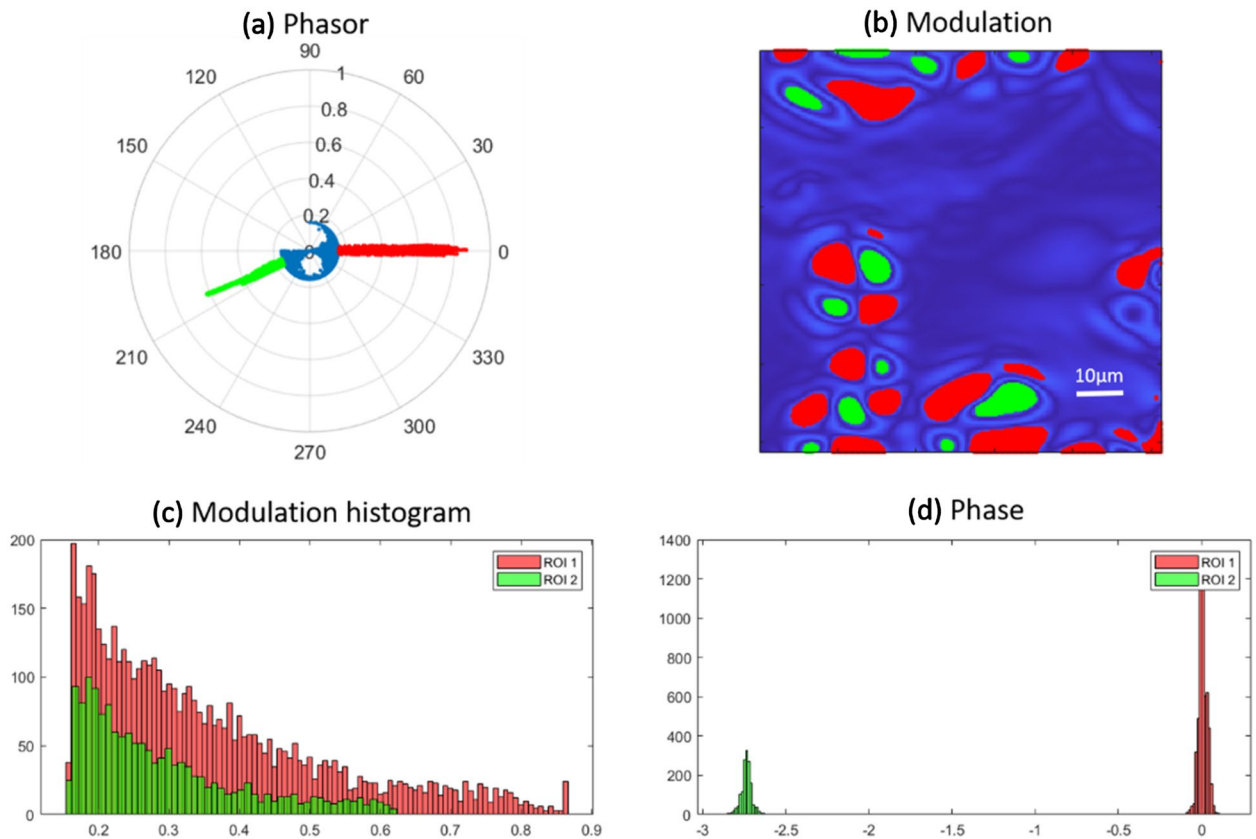 (a) Phasor
(b) Modulation
90
120
60
1
0.8
150
0.6
30
0.4
0.2
180
0
0
210
330
240
300
270
10µm
(c) Modulation histogram
(d) Phase
200
150
100
50
0
ROI 1
ROI 2
0.2 0.3 0.4 0.5 0.6 0.7 0.8 0.9
1400
1200
1000
800
600
400
200
0
ROI 1
ROI 2
-3 -2.5 -2 -1.5 -1 -0.5 0